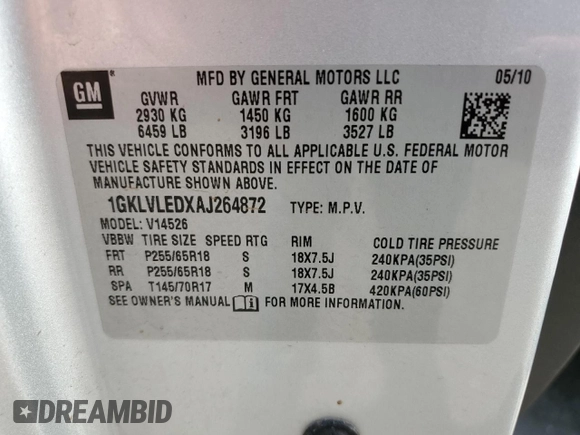 GM ® MFD BY GENERAL MOTORS LLC 05/10
GVWR GAWR FRT GAWR RR
2930 KG 1450 KG 1600 KG
6459 LB 3196 LB 3527 LB
THIS VEHICLE CONFORMS TO ALL APPLICABLE U.S. FEDERAL MOTOR
VEHICLE SAFETY STANDARDS IN EFFECT ON THE DATE OF
MANUFACTURE SHOWN ABOVE.
1GKLVLEDXAJ264872 TYPE: M.P.V.
MODEL: V14526
VBBW TIRE SIZE SPEED RTG RIM COLD TIRE PRESSURE
FRT P255/65R18 S 18X7.5J 240KPA(35PSI)
RR P255/65R18 S 18X7.5J 240KPA(35PSI)
SPA T145/70R17 M 17X4.5B 420KPA(60PSI)
SEE OWNER'S MANUAL FOR MORE INFORMATION.
DREAMBID